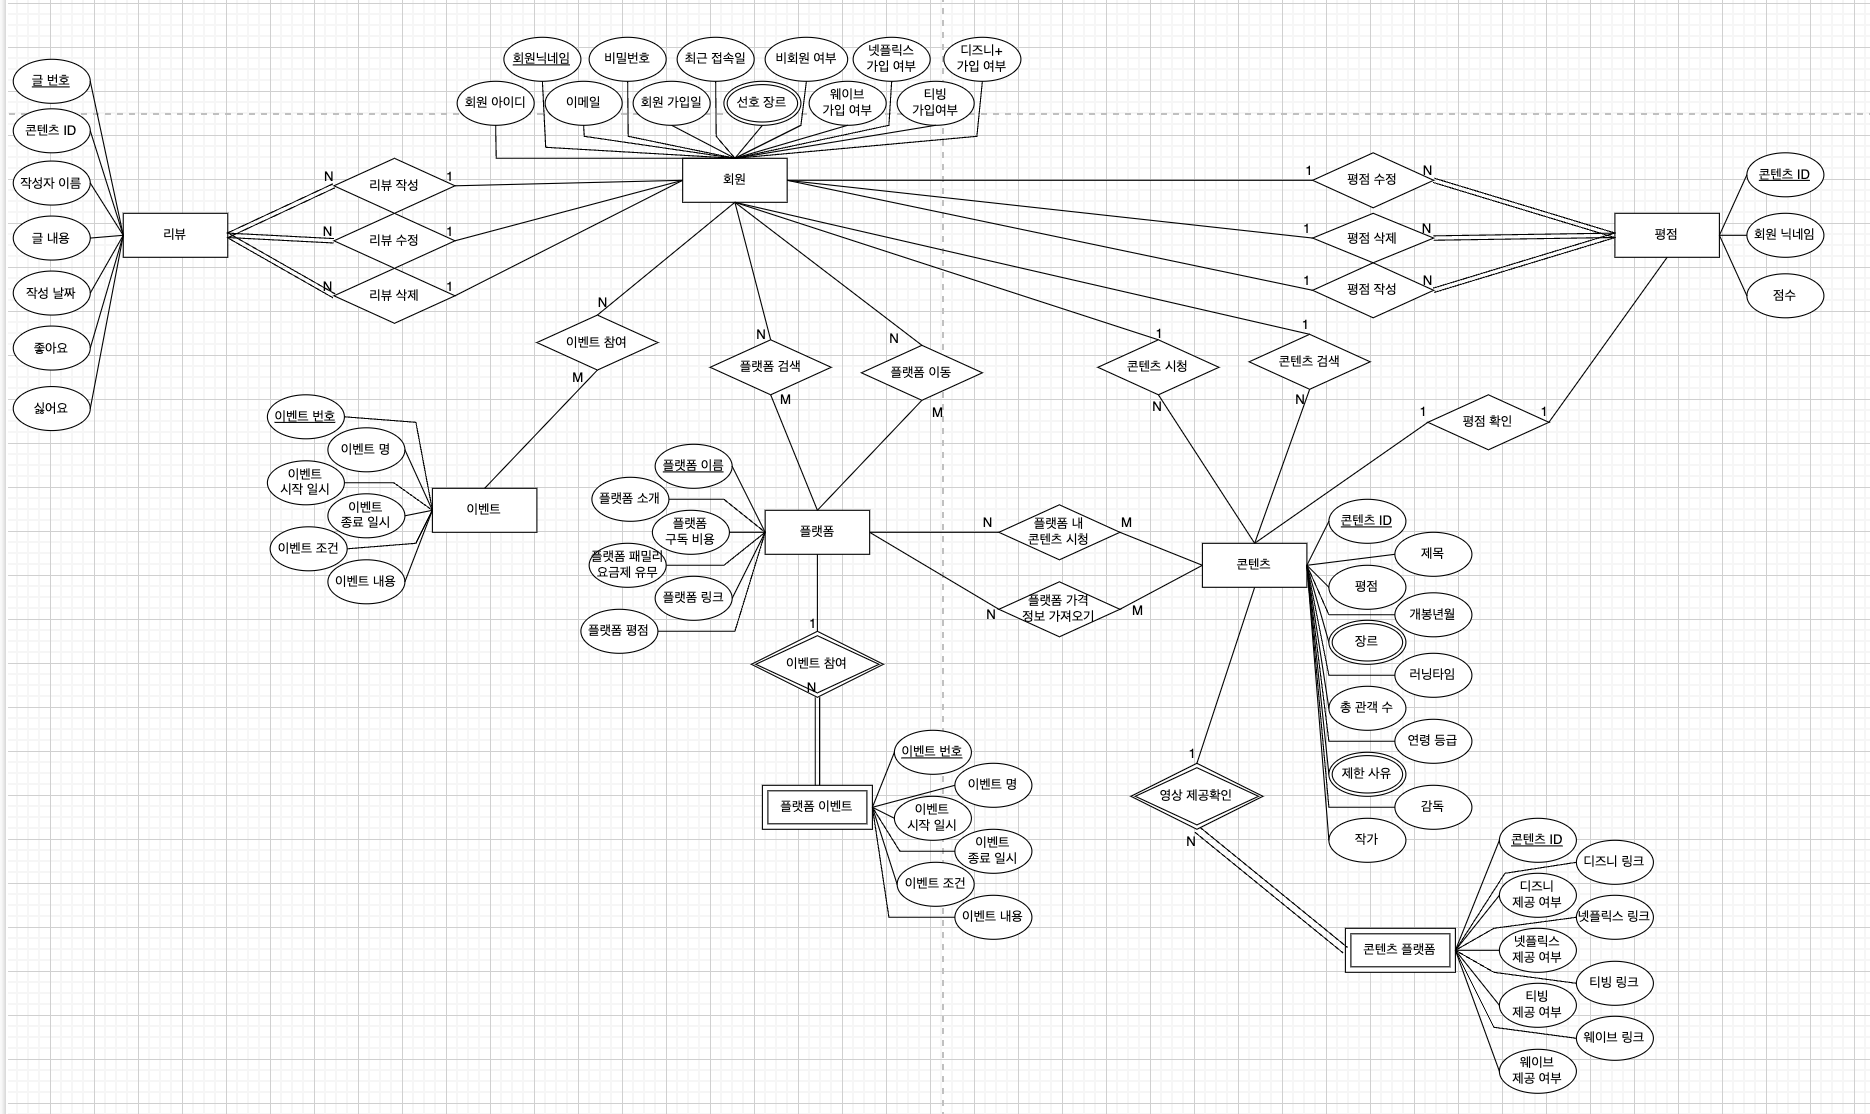 회원닉네임
비밀번호
최근 접속일
비회원 여부
넷플릭스
가입 여부
디즈니+
가입 여부
회원 아이디
이메일
회원 가입일
선호 장르
웨이브
가입 여부
티빙
가입여부
글 번호
콘텐츠 ID
작성자 이름
글 내용
작성 날짜
좋아요
싫어요
리뷰
N
리뷰 작성
1
N
리뷰 수정
1
N
리뷰 삭제
1
회원
1
평점 수정
N
1
평점 삭제
N
1
평점 작성
N
평점
콘텐츠 ID
회원 닉네임
점수
N
이벤트 참여
M
N
플랫폼 검색
M
N
플랫폼 이동
M
1
콘텐츠 시청
N
1
콘텐츠 검색
N
1
평점 확인
1
이벤트 번호
이벤트 명
이벤트
시작 일시
이벤트
종료 일시
이벤트 조건
이벤트 내용
이벤트
플랫폼 이름
플랫폼 소개
플랫폼
구독 비용
플랫폼 패밀리
요금제 유무
플랫폼 링크
플랫폼 평점
플랫폼
N
플랫폼 내
콘텐츠 시청
M
N
플랫폼 가격
정보 가져오기
M
콘텐츠
콘텐츠 ID
제목
평점
개봉년월
장르
러닝타임
총 관객 수
연령 등급
제한 사유
감독
작가
1
이벤트 참여
N
플랫폼 이벤트
이벤트 번호
이벤트 명
이벤트
시작 일시
이벤트
종료 일시
이벤트 조건
이벤트 내용
1
영상 제공확인
N
콘텐츠 플랫폼
콘텐츠 ID
디즈니 링크
디즈니
제공 여부
넷플릭스 링크
넷플릭스
제공 여부
티빙 링크
티빙
제공 여부
웨이브 링크
웨이브
제공 여부